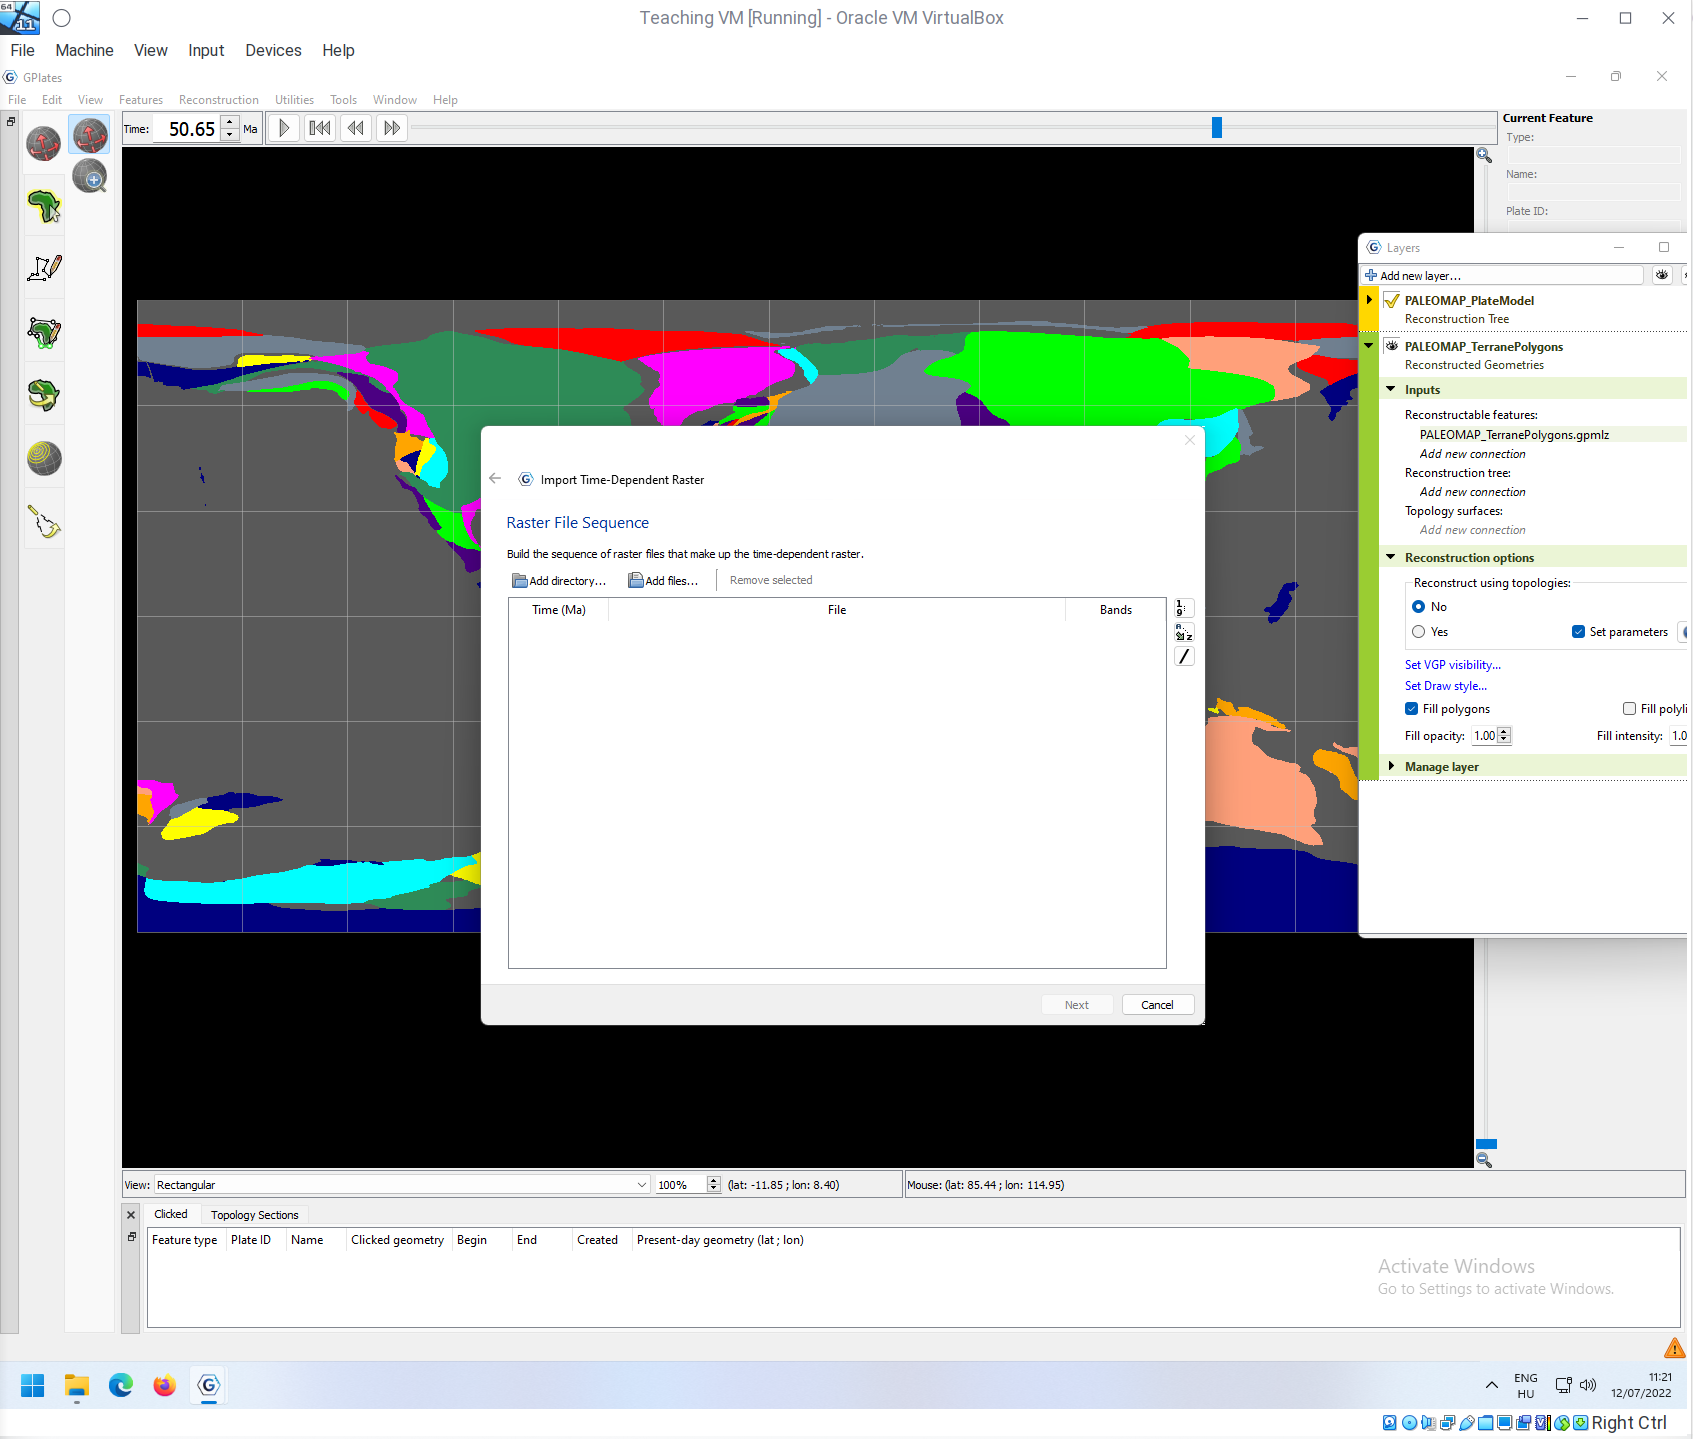 64
11
Teaching VM [Running] - Oracle VM VirtualBox
File Machine View Input Devices Help
GPlates
File Edit View Features Reconstruction Utilities Tools Window Help
Time: 50.65 Ma
Current Feature
Type:
Name:
Plate ID:
Layers
Add new layer...
PALEOMAP_PlateModel
Reconstruction Tree
PALEOMAP_TerranePolygons
Reconstructed Geometries
Inputs
Reconstructable features:
PALEOMAP_TerranePolygons.gpmlz
Add new connection
Reconstruction tree:
Add new connection
Topology surfaces:
Add new connection
Reconstruction options
Reconstruct using topologies:
No
Yes Set parameters
Set VGP visibility...
Set Draw style...
Fill polygons Fill polyli
Fill opacity: 1.00 Fill intensity: 1.0
Manage layer
Import Time-Dependent Raster
Raster File Sequence
Build the sequence of raster files that make up the time-dependent raster.
Add directory... Add files... Remove selected
Time (Ma) File Bands
Next Cancel
View: Rectangular 100% (lat: -11.85 ; lon: 8.40) Mouse: (lat: 85.44 ; lon: 114.95)
Clicked Topology Sections
Feature type Plate ID Name Clicked geometry Begin End Created Present-day geometry (lat ; lon)
Activate Windows
Go to Settings to activate Windows.
ENG
HU
11:21
12/07/2022
Right Ctrl